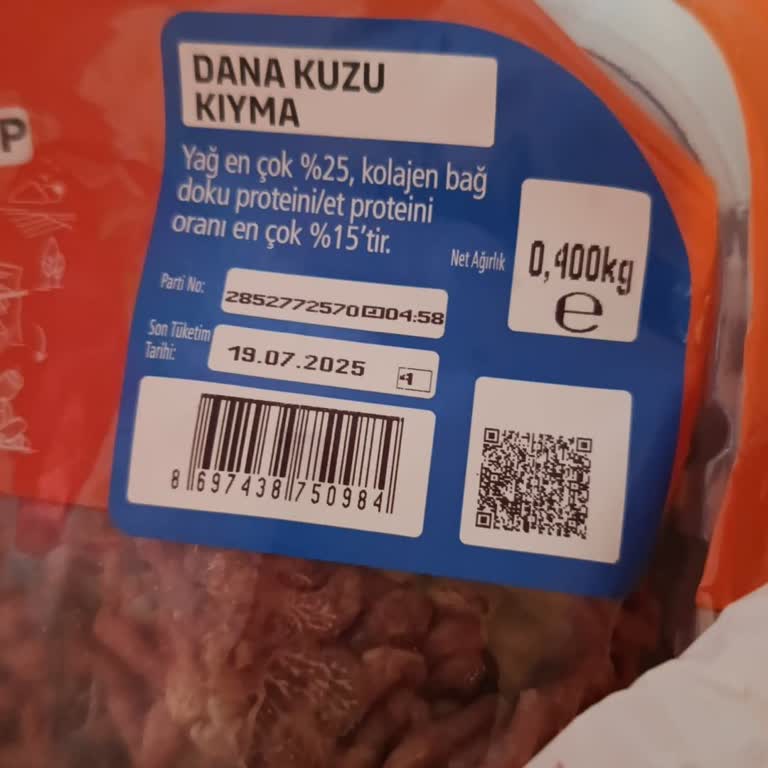 P
DANA KUZU
KIYMA
Yağ en çok %25, kolajen bağ
doku proteini/et proteini
oranı en çok %15'tir.
Net Ağırlık
0,400kg
e
Parti No:
2852772570 04:58
Son Tüketim
Tarihi:
19.07.2025
4
8 697438 750984